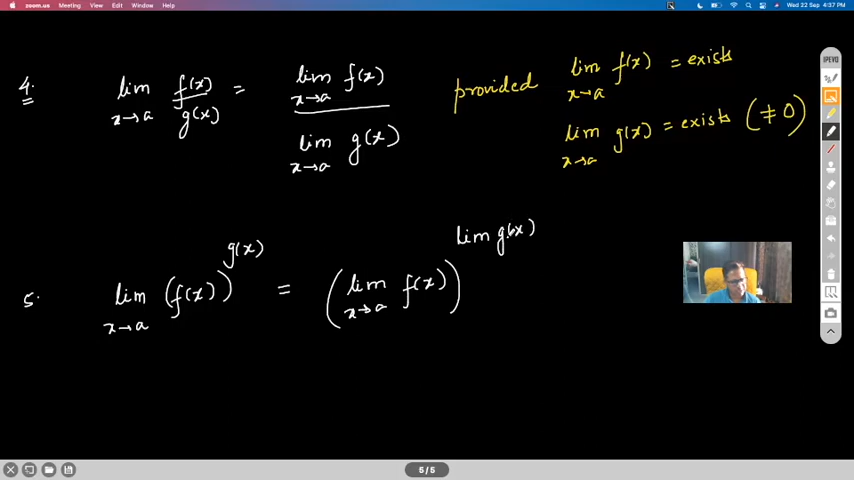 zoom.us Meeting View Edit Window Help Wed 22 Sep 4:37 PM
IPEVO
4. lim x→a f(x)/g(x) = lim x→a f(x) / lim x→a g(x) provided lim x→a f(x) = exists
lim x→a g(x) = exists (≠ 0)
5. lim x→a (f(x))^g(x) = (lim x→a f(x))^lim g(x)
5/5